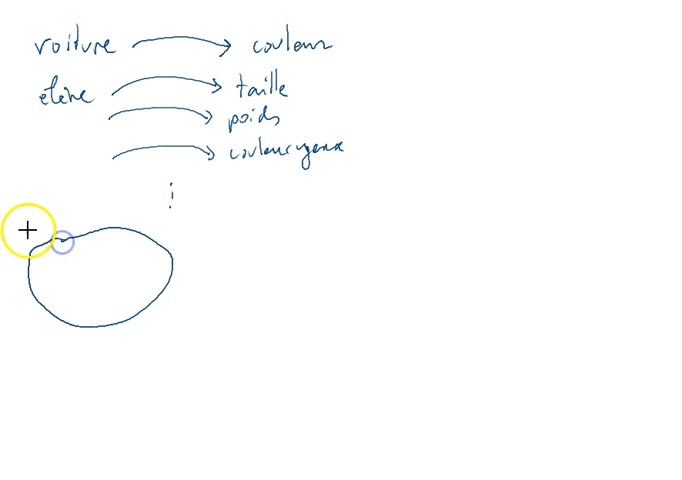 voiture → couleur
élève → taille
→ poids
→ couleur yeux
⋮